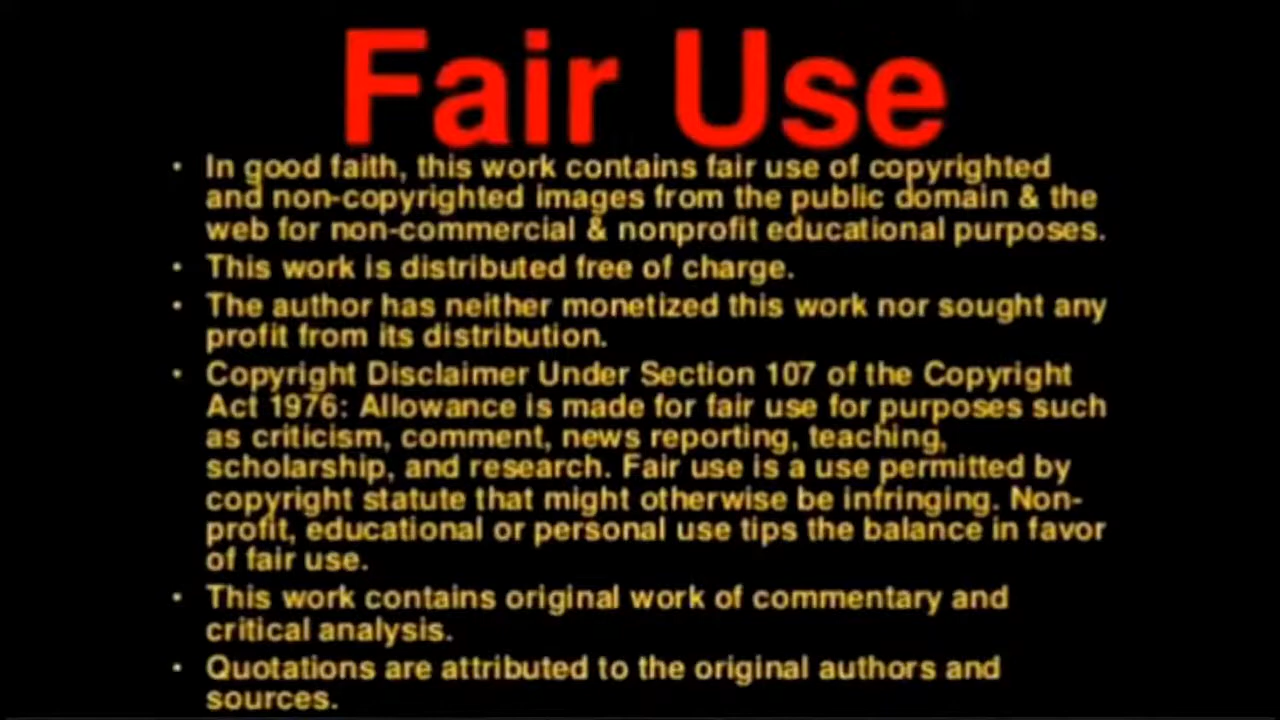 Fair Use
• In good faith, this work contains fair use of copyrighted
and non-copyrighted images from the public domain & the
web for non-commercial & nonprofit educational purposes.
• This work is distributed free of charge.
• The author has neither monetized this work nor sought any
profit from its distribution.
• Copyright Disclaimer Under Section 107 of the Copyright
Act 1976: Allowance is made for fair use for purposes such
as criticism, comment, news reporting, teaching,
scholarship, and research. Fair use is a use permitted by
copyright statute that might otherwise be infringing. Non-
profit, educational or personal use tips the balance in favor
of fair use.
• This work contains original work of commentary and
critical analysis.
• Quotations are attributed to the original authors and
sources.